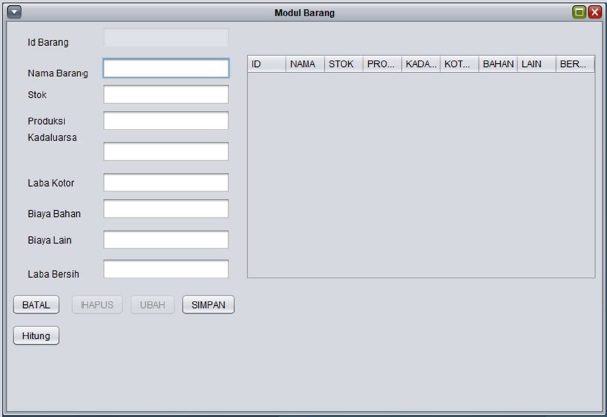 Modul Barang
Id Barang
Nama Barang
ID NAMA STOK PRO... KADA... KOT... BAHAN LAIN BER...
Stok
Produksi
Kadaluarsa
Laba Kotor
Biaya Bahan
Biaya Lain
Laba Bersih
BATAL HAPUS UBAH SIMPAN
Hitung